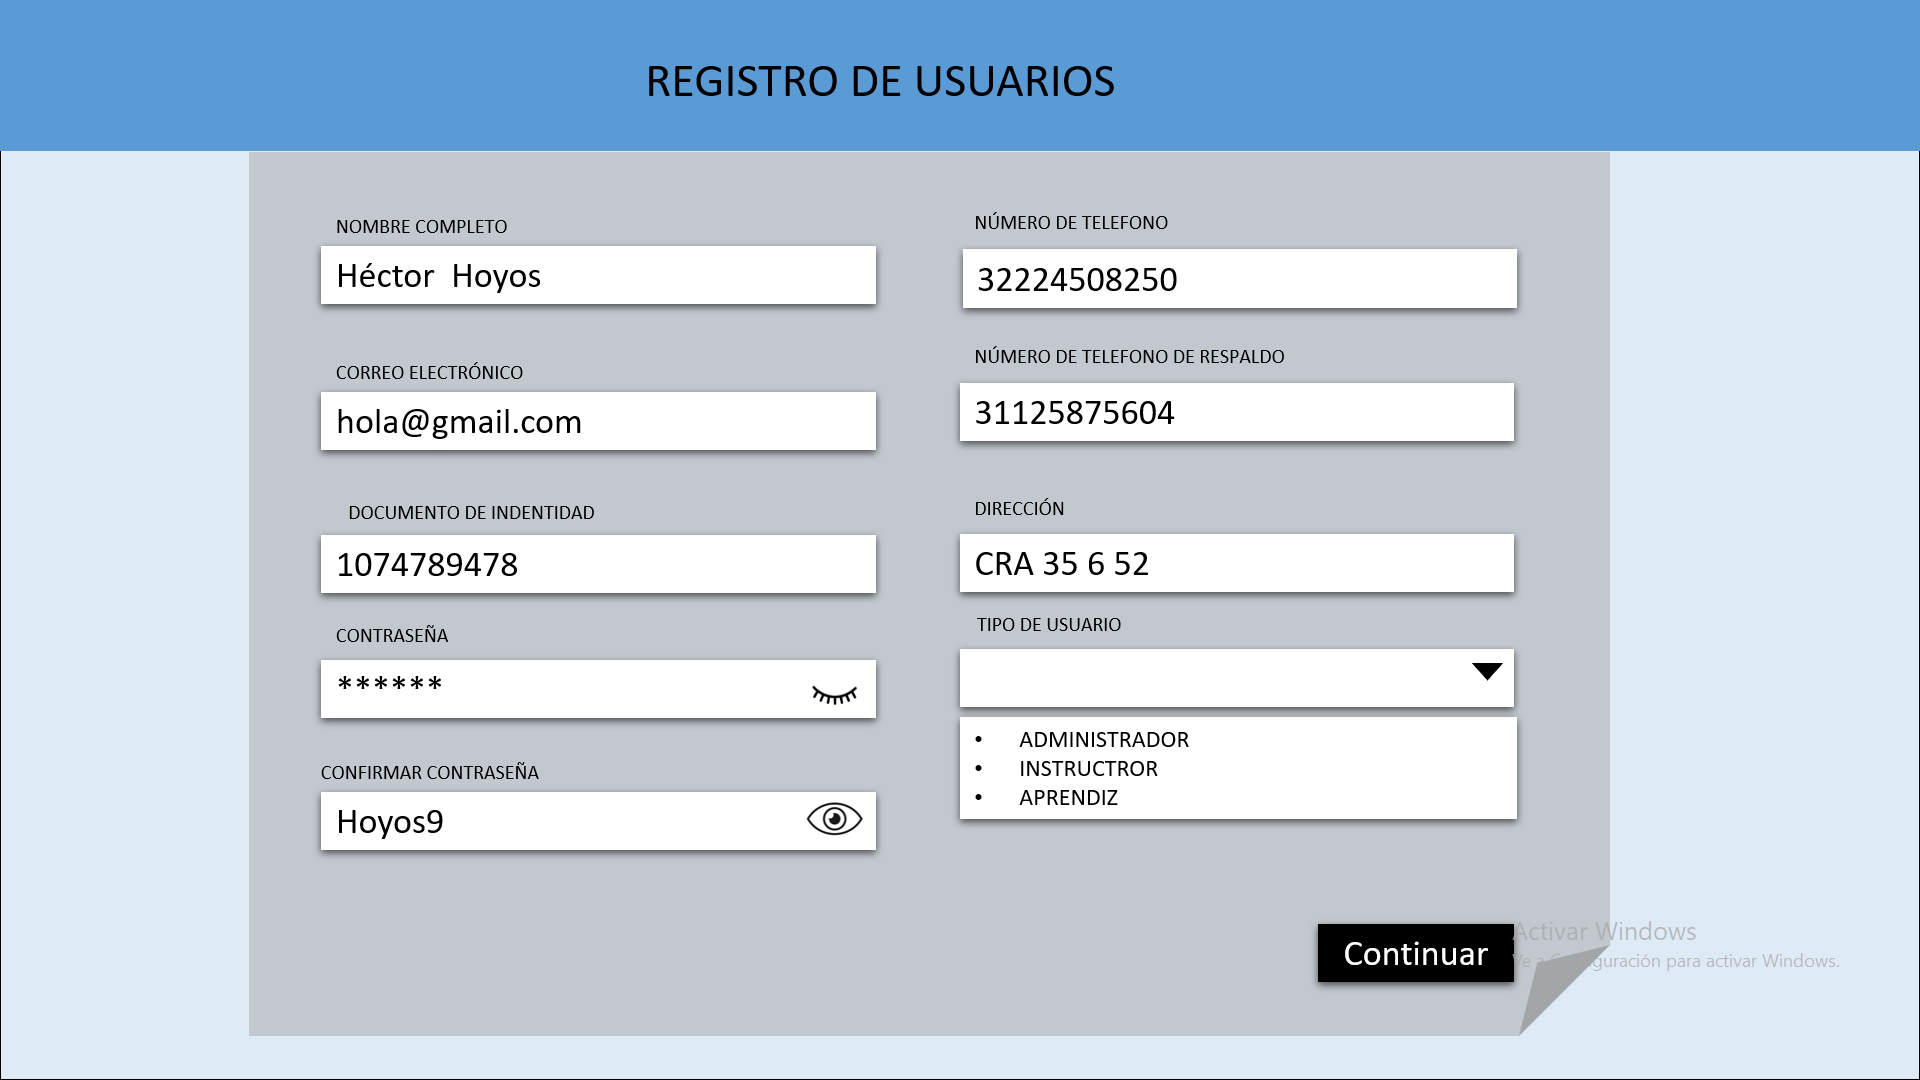 REGISTRO DE USUARIOS
NOMBRE COMPLETO
Héctor  Hoyos
CORREO ELECTRÓNICO
hola@gmail.com
DOCUMENTO DE INDENTIDAD
1074789478
CONTRASEÑA
******
CONFIRMAR CONTRASEÑA
Hoyos9
NÚMERO DE TELEFONO
32224508250
NÚMERO DE TELEFONO DE RESPALDO
31125875604
DIRECCIÓN
CRA 35 6 52
TIPO DE USUARIO
• ADMINISTRADOR
• INSTRUCTROR
• APRENDIZ
Continuar
Activar Windows
Ve a Configuración para activar Windows.